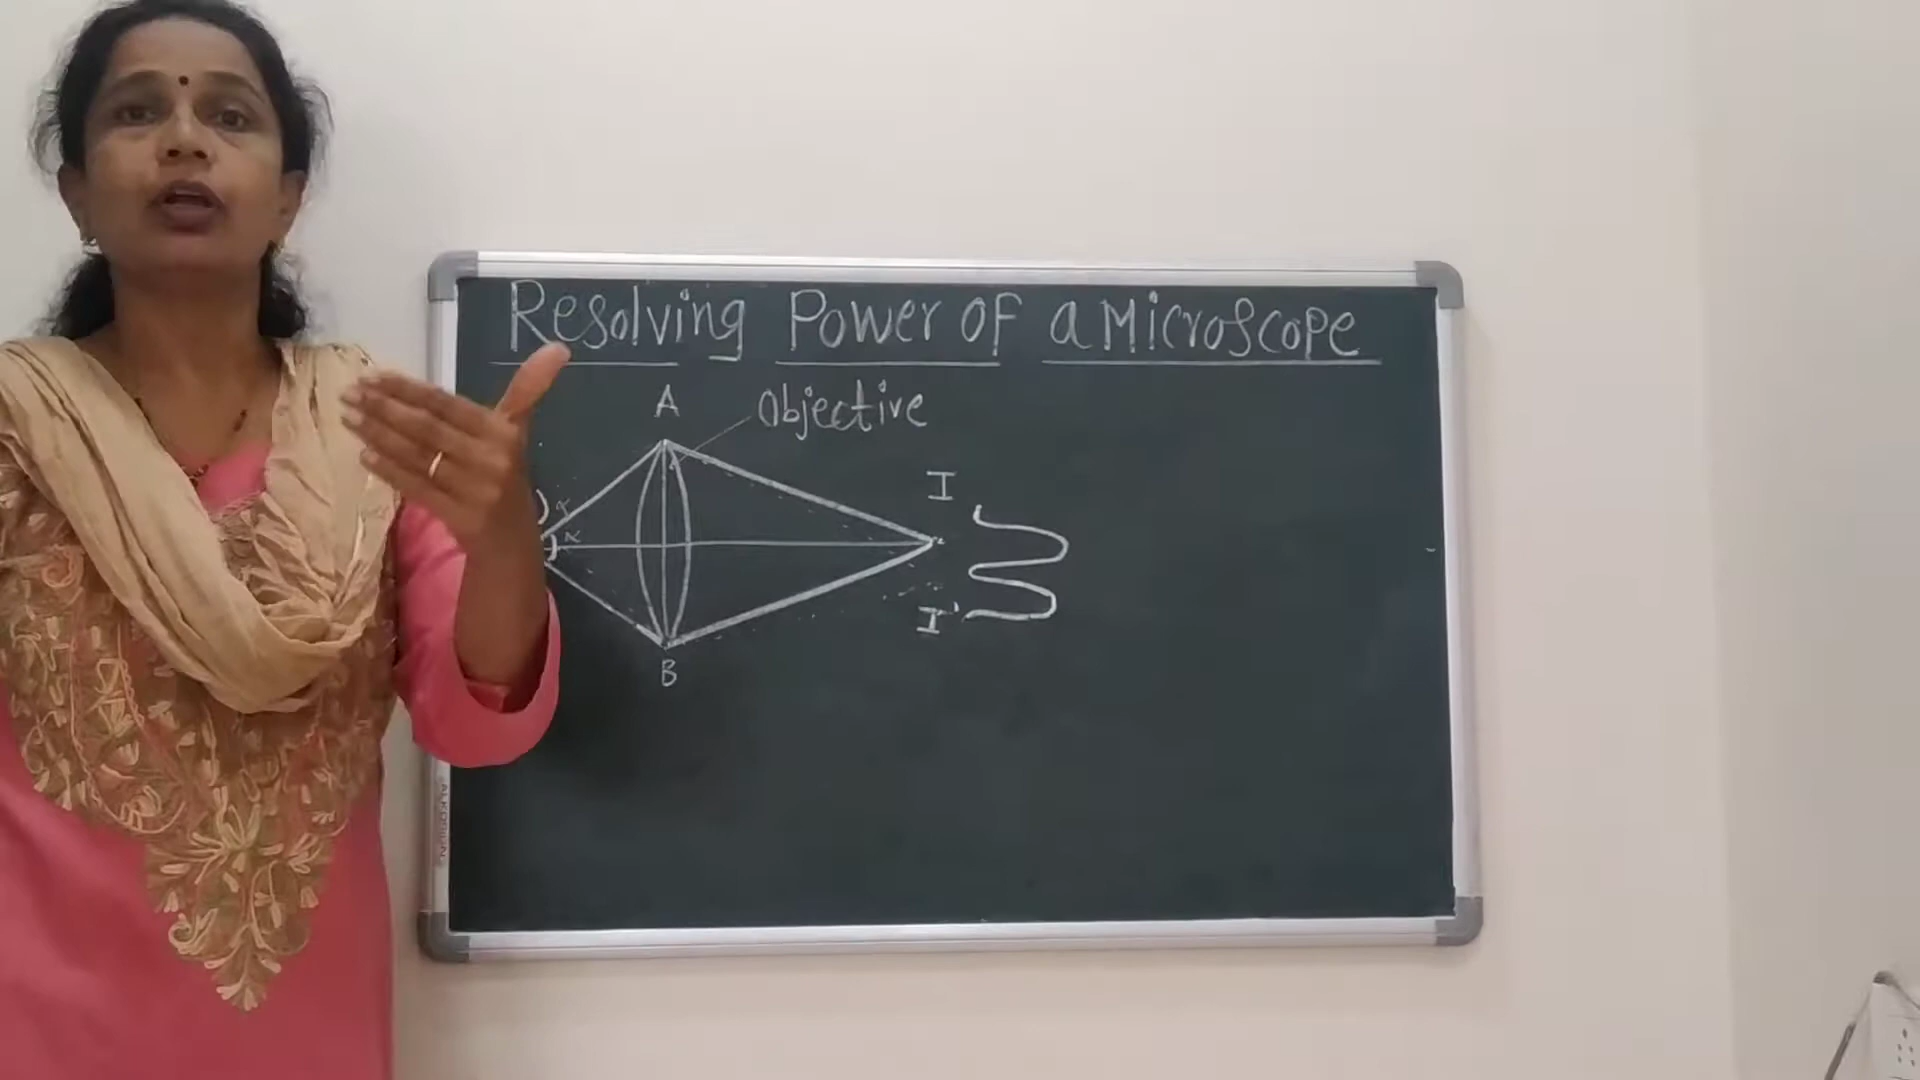 Resolving Power of a Microscope
A
Objective
I
α
α
I'
B